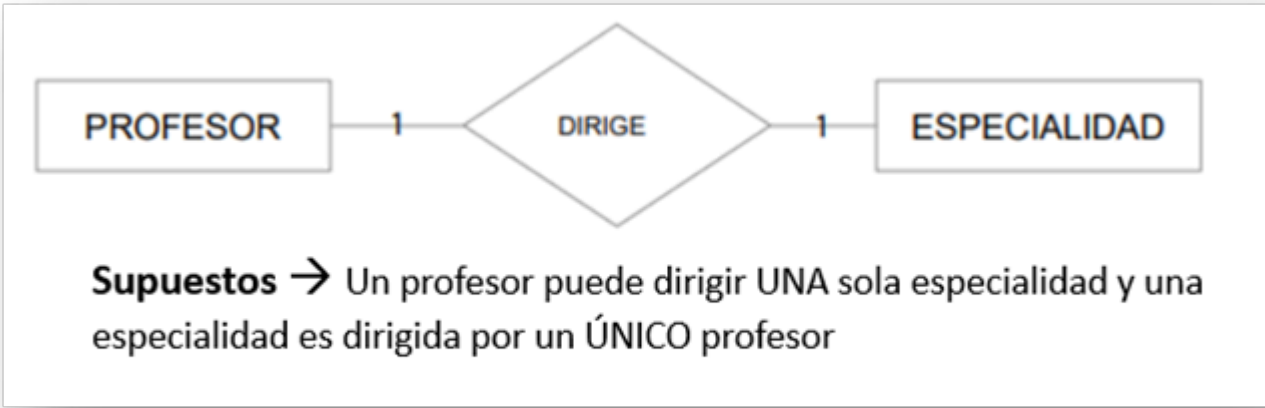 PROFESOR 1 DIRIGE 1 ESPECIALIDAD
Supuestos → Un profesor puede dirigir UNA sola especialidad y una
especialidad es dirigida por un ÚNICO profesor